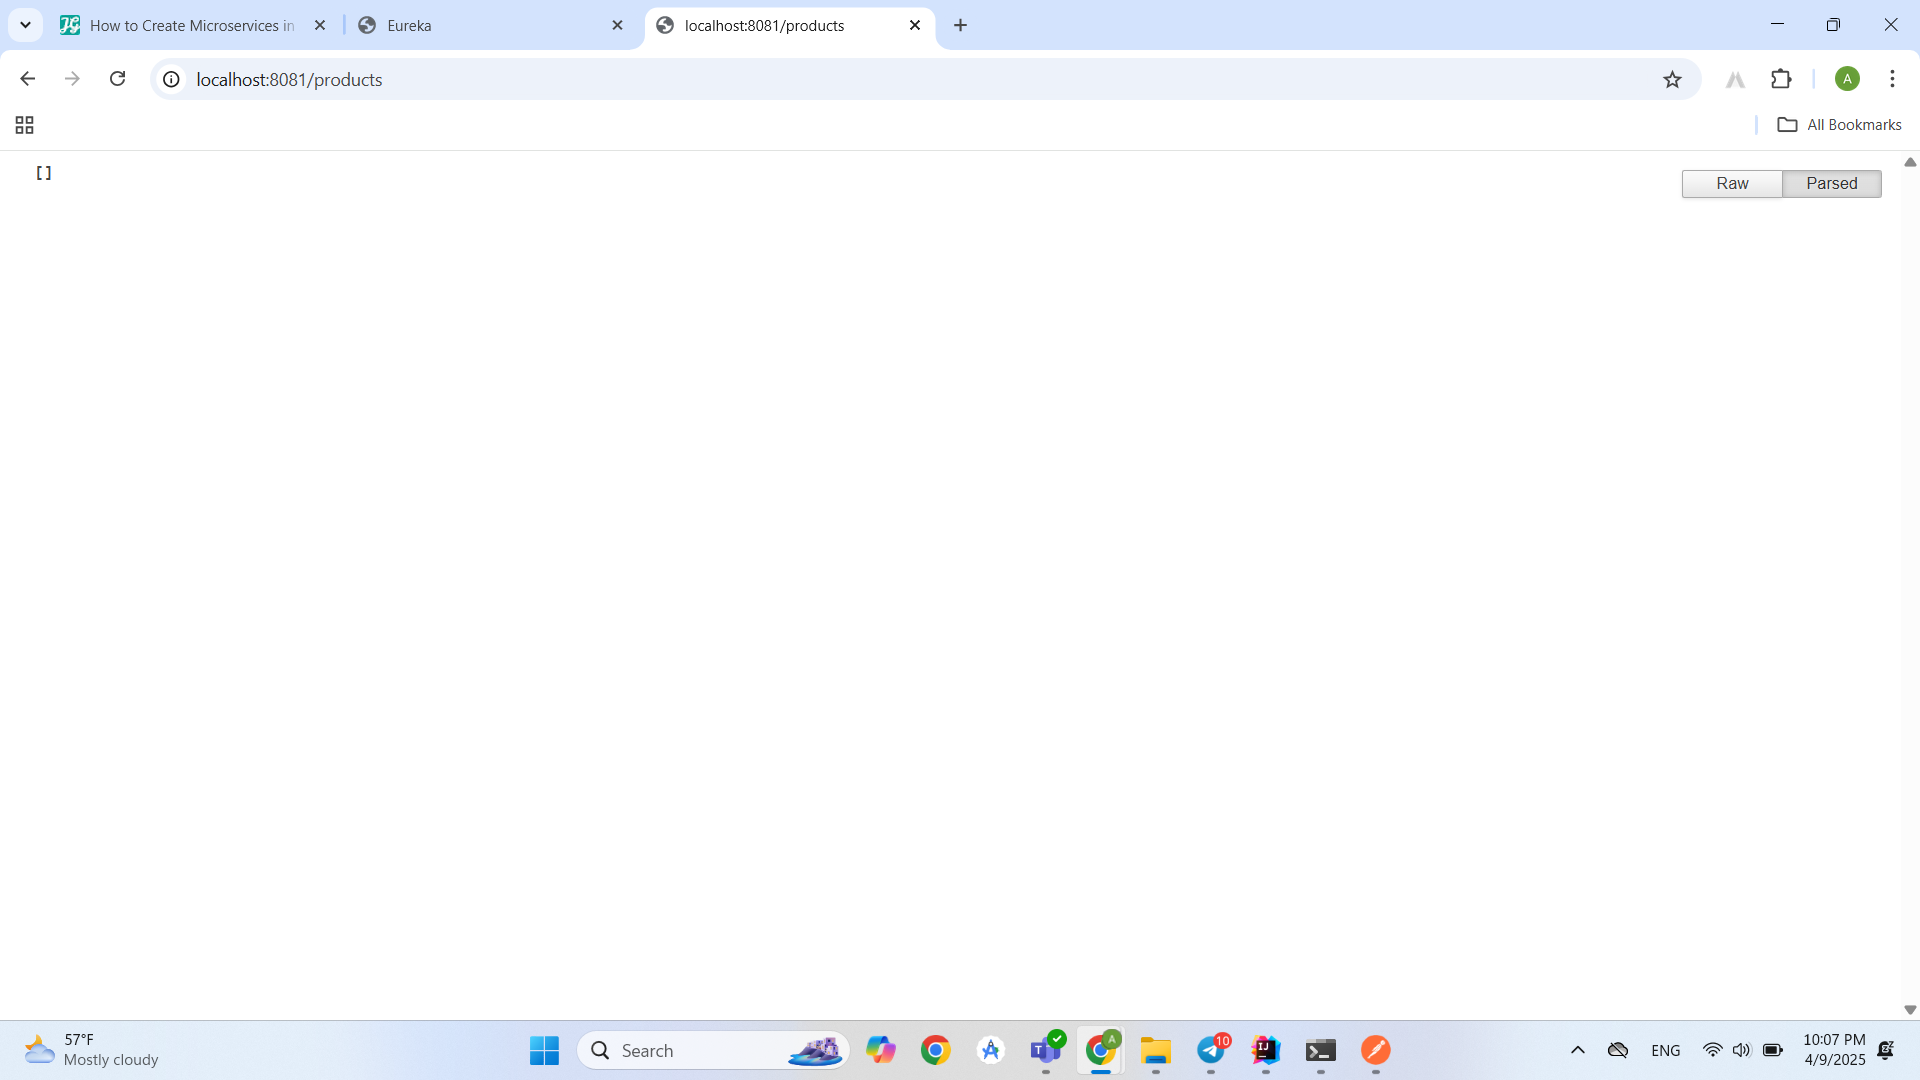 How to Create Microservices in
Eureka
localhost:8081/products
localhost:8081/products
A
All Bookmarks
[]
Raw
Parsed
57°F
Mostly cloudy
Search
A
10
IJ
ENG
10:07 PM
4/9/2025